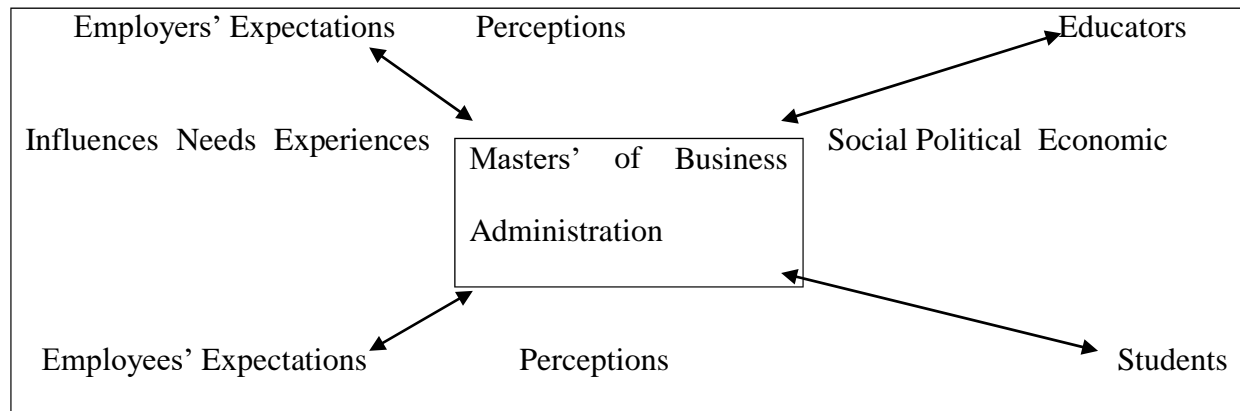 Employers’ Expectations Perceptions Educators
Influences Needs Experiences Social Political Economic
Masters’ of Business
Administration
Employees’ Expectations Perceptions Students